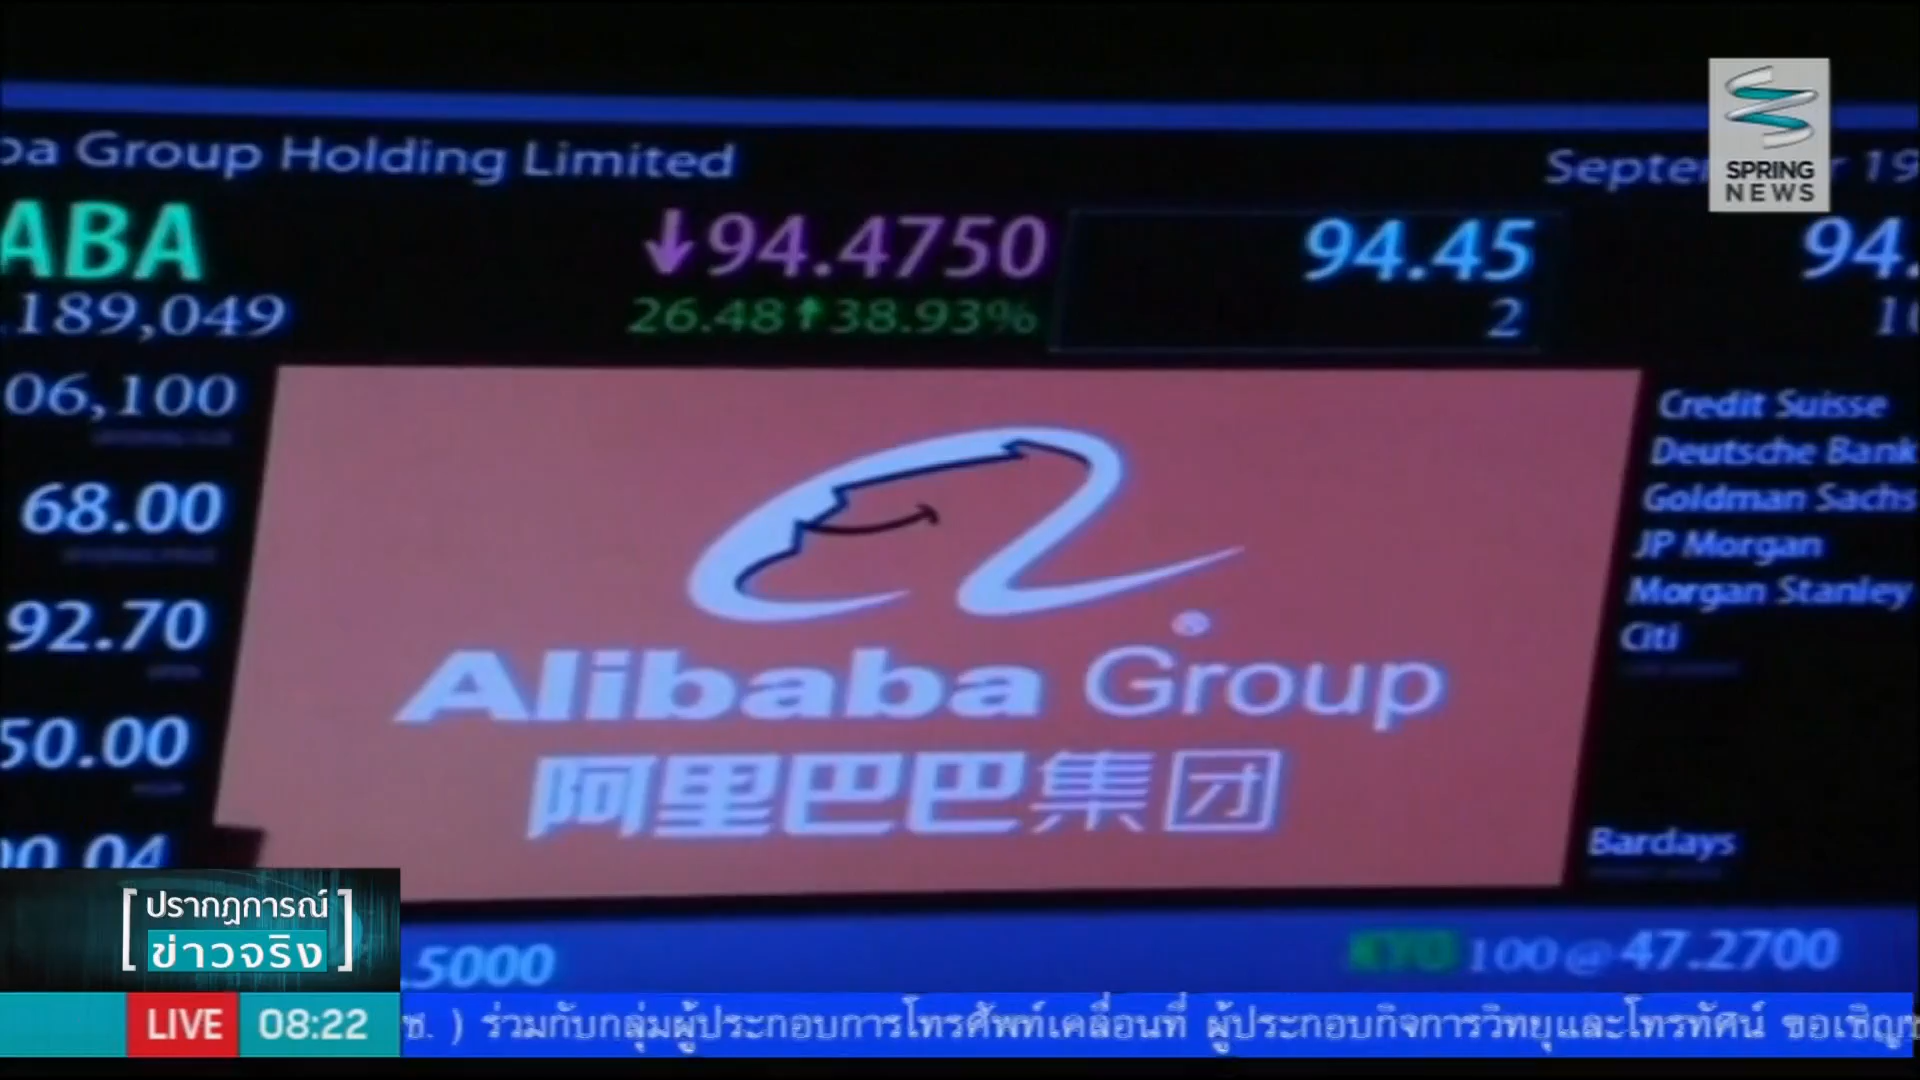 ba Group Holding Limited
SPRING
NEWS
19
ABA
94.4750
94.45
94.
189,049
26.48 38.93%
2
06,100
68.00
92.70
50.00
00.04
Credit Suisse
Deutsche Bank
Goldman Sachs
JP Morgan
Morgan Stanley
Citi
Barclays
Alibaba Group
阿里巴巴集团
[ปรากฏการณ์
ข่าวจริง]
.5000
KYO 100@47.2700
LIVE 08:22
ซ. ) ร่วมกับกลุ่มผู้ประกอบการโทรศัพท์เคลื่อนที่ ผู้ประกอบกิจการวิทยุและโทรทัศน์ ขอเชิญ